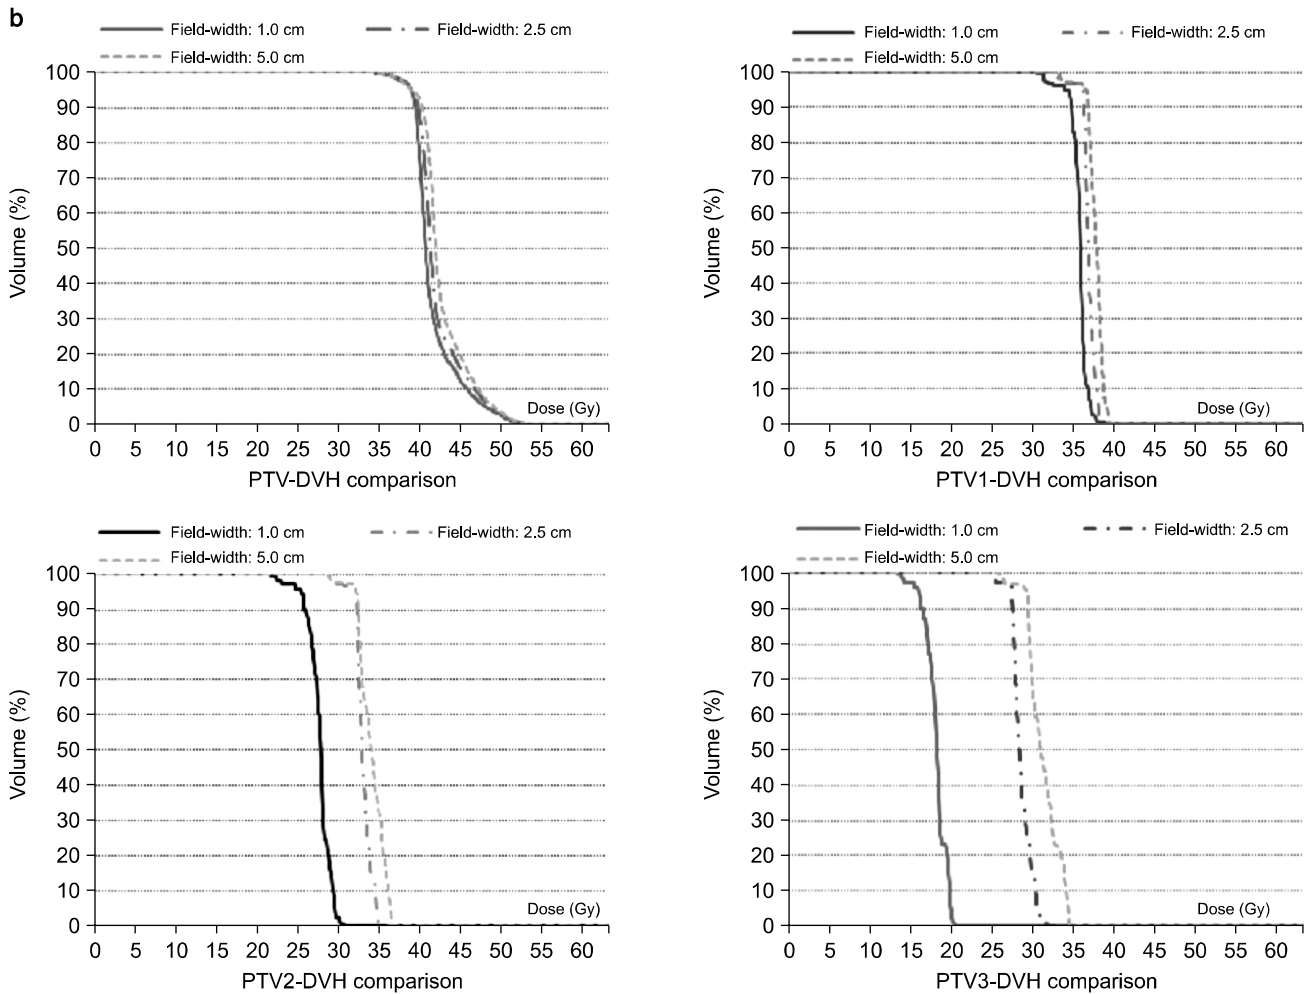 b
Field-width: 1.0 cm Field-width: 2.5 cm
Field-width: 5.0 cm
100
90
80
70
60
50
40
30
20
10
0
Volume (%)
Dose (Gy)
0 5 10 15 20 25 30 35 40 45 50 55 60
PTV-DVH comparison
Field-width: 1.0 cm Field-width: 2.5 cm
Field-width: 5.0 cm
100
90
80
70
60
50
40
30
20
10
0
Volume (%)
Dose (Gy)
0 5 10 15 20 25 30 35 40 45 50 55 60
PTV1-DVH comparison
Field-width: 1.0 cm Field-width: 2.5 cm
Field-width: 5.0 cm
100
90
80
70
60
50
40
30
20
10
0
Volume (%)
Dose (Gy)
0 5 10 15 20 25 30 35 40 45 50 55 60
PTV2-DVH comparison
Field-width: 1.0 cm Field-width: 2.5 cm
Field-width: 5.0 cm
100
90
80
70
60
50
40
30
20
10
0
Volume (%)
Dose (Gy)
0 5 10 15 20 25 30 35 40 45 50 55 60
PTV3-DVH comparison